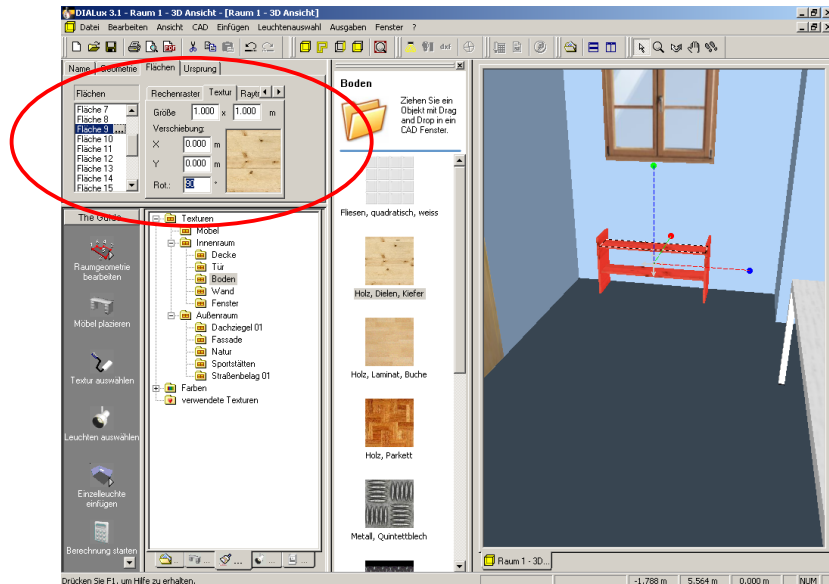 DIALux 3.1 - Raum 1 - 3D Ansicht - [Raum 1 - 3D Ansicht]
Datei Bearbeiten Ansicht CAD Einfügen Leuchtenauswahl Ausgaben Fenster ?
dxf
Name Geometrie Flächen Ursprung
Flächen
Fläche 7
Fläche 8
Fläche 9 ...
Fläche 10
Fläche 11
Fläche 12
Fläche 13
Fläche 14
Fläche 15
Rechenraster Textur Raytr
Größe 1.000 x 1.000 m
Verschiebung:
X 0.000 m
Y 0.000 m
Rot.: 90 °
The Guide
Raumgeometrie bearbeiten
Möbel plazieren
Textur auswählen
Leuchten auswählen
Einzelleuchte einfügen
Berechnung starten
Texturen
Möbel
Innenraum
Decke
Tür
Boden
Wand
Fenster
Außenraum
Dachziegel 01
Fassade
Natur
Sportstätten
Straßenbelag 01
Farben
verwendete Texturen
Boden
Ziehen Sie ein
Objekt mit Drag
and Drop in ein
CAD Fenster.
Fliesen, quadratisch, weiss
Holz, Dielen, Kiefer
Holz, Laminat, Buche
Holz, Parkett
Metall, Quintettblech
Raum 1 - 3D...
Drücken Sie F1, um Hilfe zu erhalten.
-1.788 m 5.564 m 0.000 m NUM